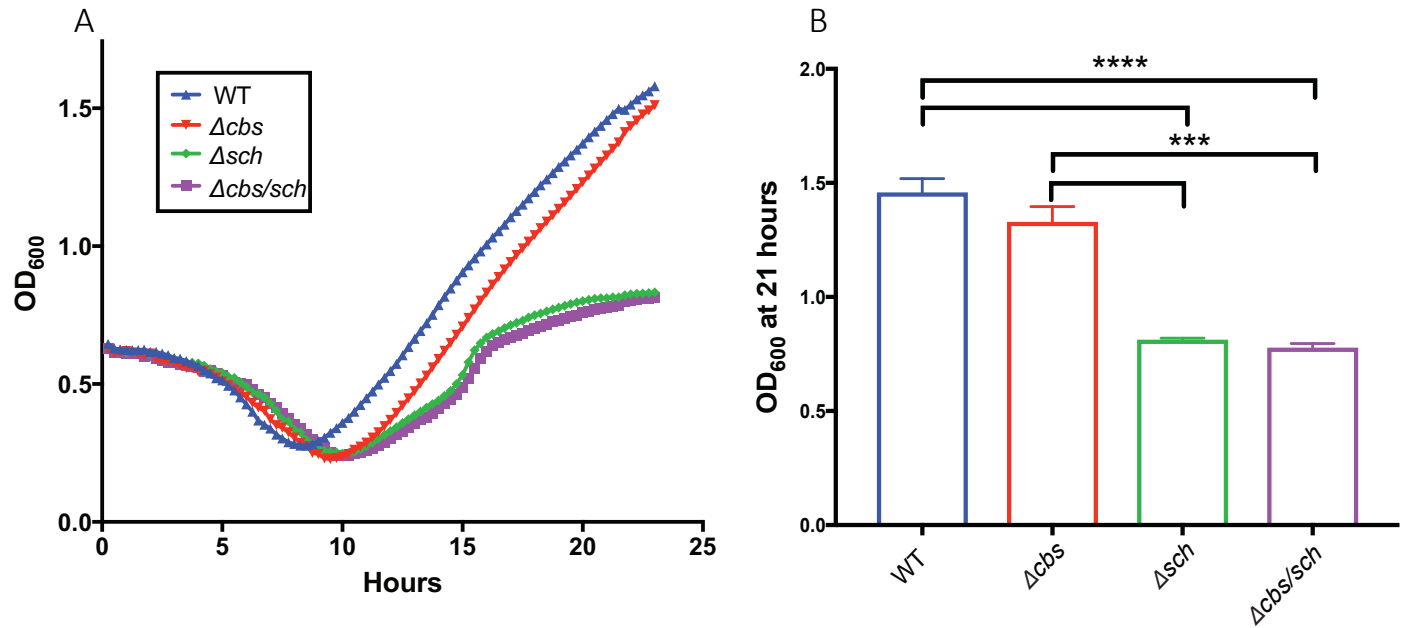 A
B
WT
Δcbs
Δsch
Δcbs/sch
OD600
1.5
1.0
0.5
0.0
0 5 10 15 20 25
Hours
****
***
OD600 at 21 hours
2.0
1.5
1.0
0.5
0.0
WT Δcbs Δsch Δcbs/sch